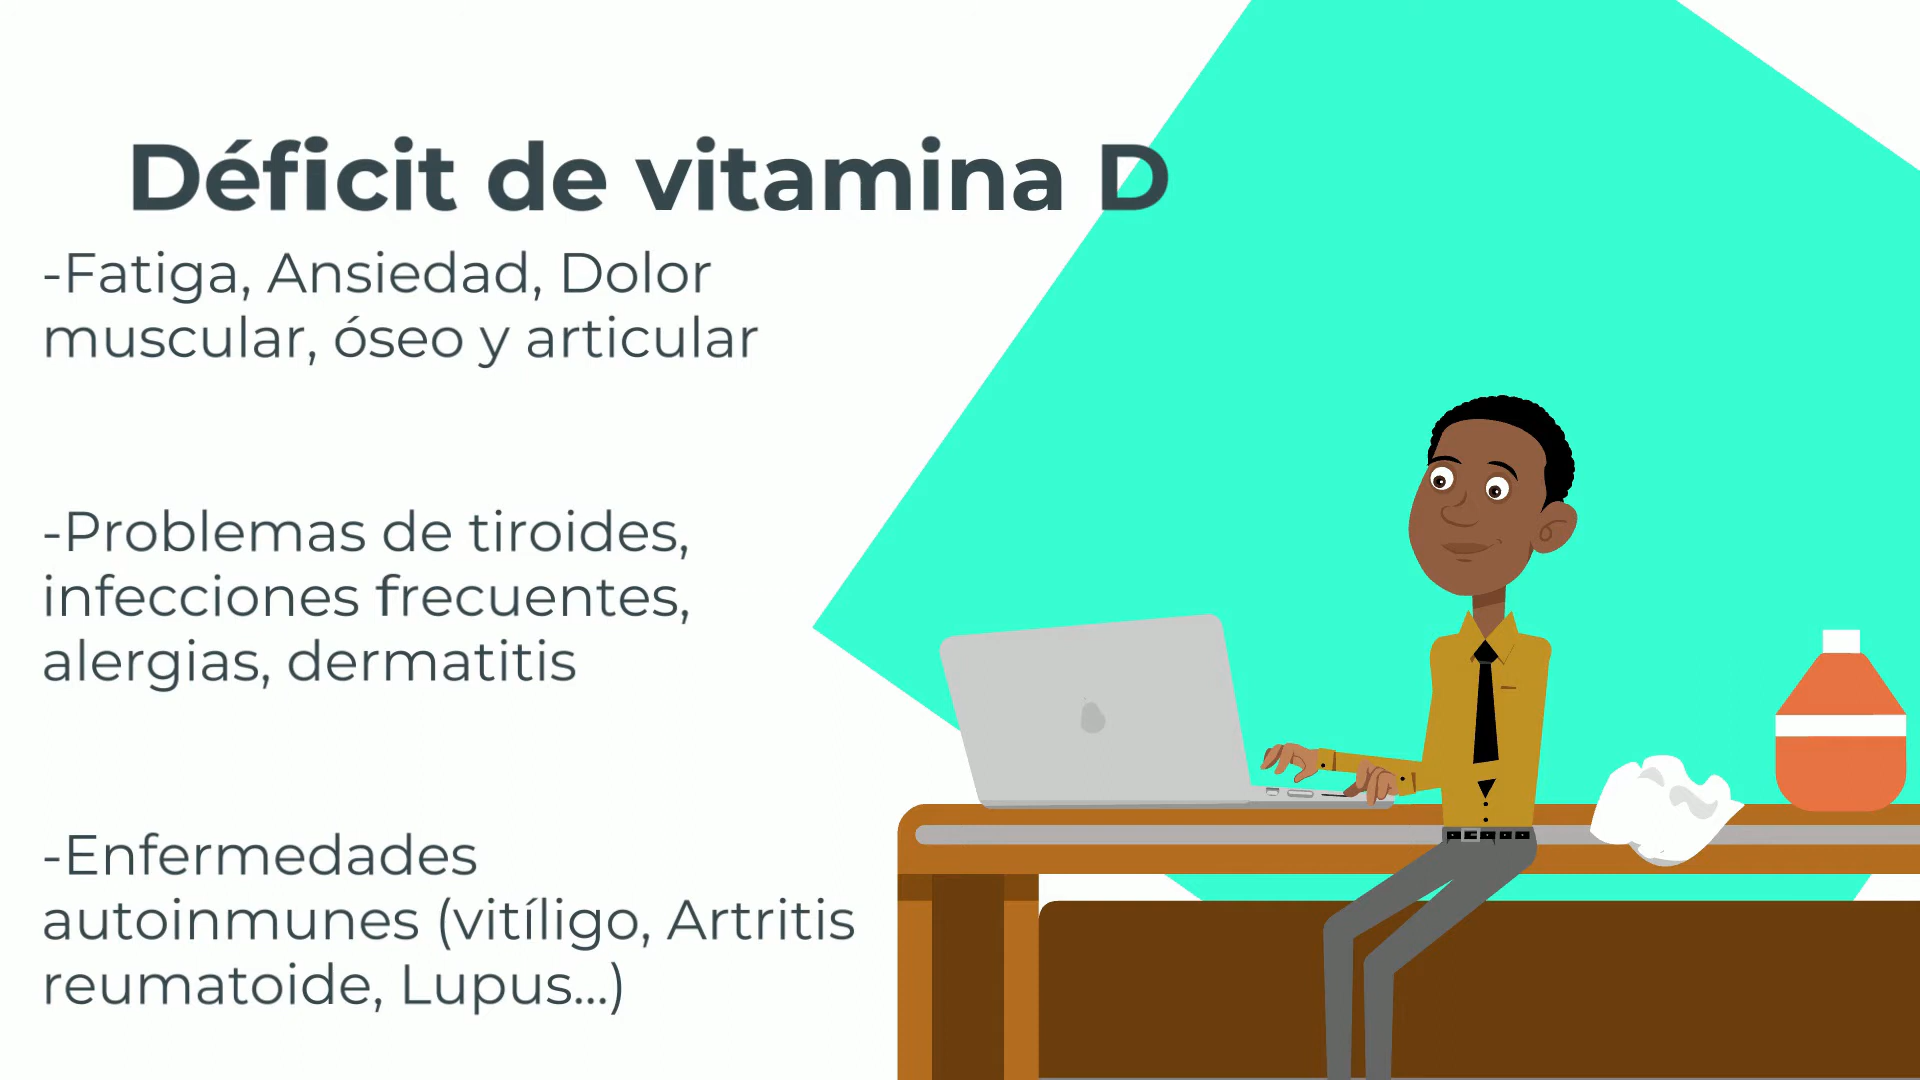 Déficit de vitamina D
-Fatiga, Ansiedad, Dolor
muscular, óseo y articular
-Problemas de tiroides,
infecciones frecuentes,
alergias, dermatitis
-Enfermedades
autoinmunes (vitíligo, Artritis
reumatoide, Lupus...)